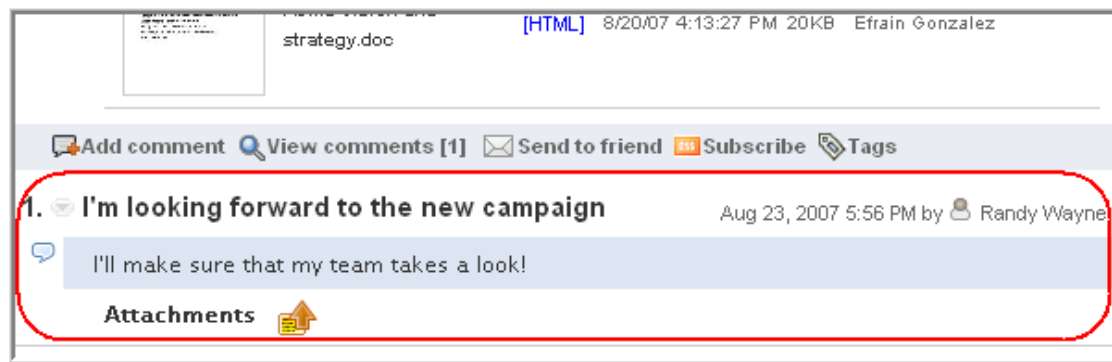 strategy.doc
[HTML] 8/20/07 4:13:27 PM 20KB Efrain Gonzalez
Add comment View comments [1] Send to friend Subscribe Tags
1. I'm looking forward to the new campaign
Aug 23, 2007 5:56 PM by Randy Wayne
I'll make sure that my team takes a look!
Attachments